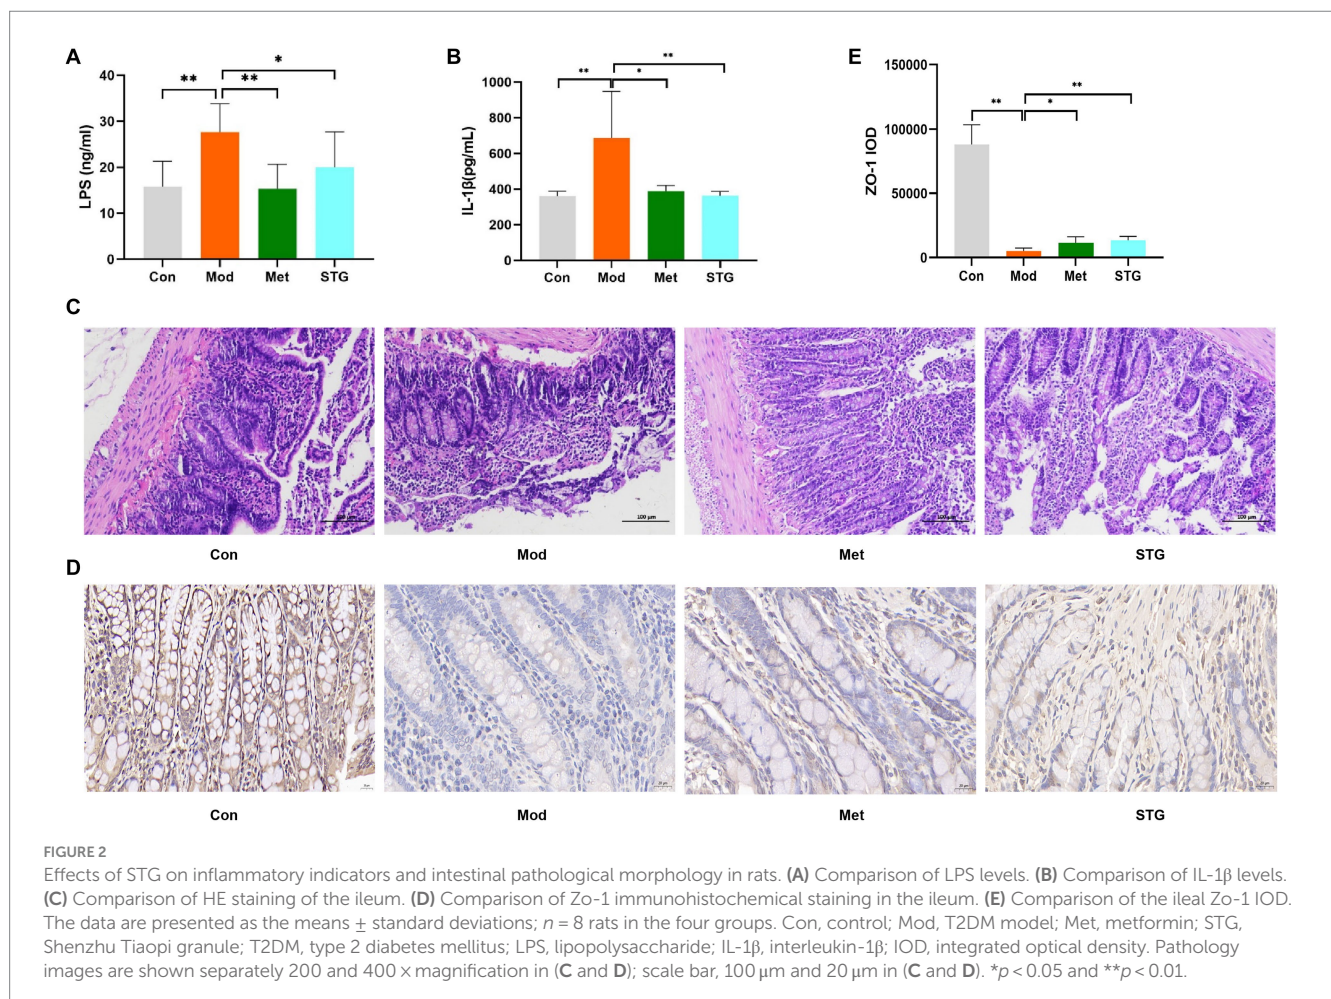 A
B
E
LPS (ng/ml)
40
30
20
10
0
**
**
*
Con Mod Met STG
IL-1β(pg/mL)
1000
800
600
400
200
0
**
*
**
Con Mod Met STG
ZO-1 IOD
150000
100000
50000
0
**
*
**
Con Mod Met STG
C
100 μm
100 μm
100 μm
100 μm
Con Mod Met STG
D
Con Mod Met STG
FIGURE 2
Effects of STG on inflammatory indicators and intestinal pathological morphology in rats. (A) Comparison of LPS levels. (B) Comparison of IL-1β levels.
(C) Comparison of HE staining of the ileum. (D) Comparison of Zo-1 immunohistochemical staining in the ileum. (E) Comparison of the ileal Zo-1 IOD.
The data are presented as the means ± standard deviations; n = 8 rats in the four groups. Con, control; Mod, T2DM model; Met, metformin; STG,
Shenzhu Tiaopi granule; T2DM, type 2 diabetes mellitus; LPS, lipopolysaccharide; IL-1β, interleukin-1β; IOD, integrated optical density. Pathology
images are shown separately 200 and 400 × magnification in (C and D); scale bar, 100 μm and 20 μm in (C and D). *p < 0.05 and **p < 0.01.